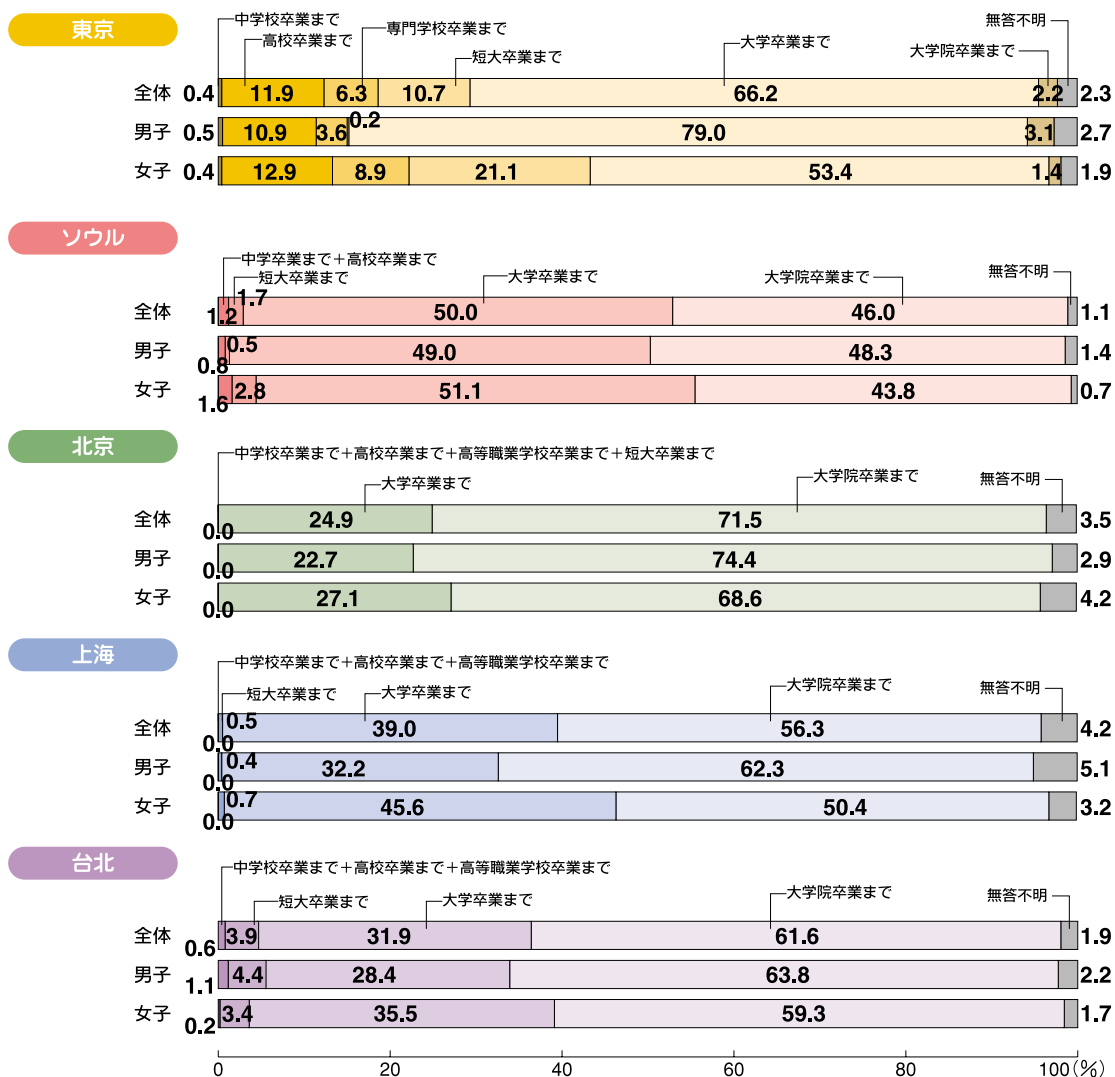 東京
中学校卒業まで
高校卒業まで
専門学校卒業まで
短大卒業まで
大学卒業まで
大学院卒業まで
無答不明
全体 0.4 11.9 6.3 10.7 66.2 2.2 2.3
男子 0.5 10.9 3.6 0.2 79.0 3.1 2.7
女子 0.4 12.9 8.9 21.1 53.4 1.4 1.9
ソウル
中学卒業まで＋高校卒業まで
短大卒業まで
大学卒業まで
大学院卒業まで
無答不明
全体 1.2 1.7 50.0 46.0 1.1
男子 0.8 0.5 49.0 48.3 1.4
女子 1.6 2.8 51.1 43.8 0.7
北京
中学校卒業まで＋高校卒業まで＋高等職業学校卒業まで＋短大卒業まで
大学卒業まで
大学院卒業まで
無答不明
全体 0.0 24.9 71.5 3.5
男子 0.0 22.7 74.4 2.9
女子 0.0 27.1 68.6 4.2
上海
中学校卒業まで＋高校卒業まで＋高等職業学校卒業まで
短大卒業まで
大学卒業まで
大学院卒業まで
無答不明
全体 0.0 0.5 39.0 56.3 4.2
男子 0.0 0.4 32.2 62.3 5.1
女子 0.0 0.7 45.6 50.4 3.2
台北
中学校卒業まで＋高校卒業まで＋高等職業学校卒業まで
短大卒業まで
大学卒業まで
大学院卒業まで
無答不明
全体 0.6 3.9 31.9 61.6 1.9
男子 1.1 4.4 28.4 63.8 2.2
女子 0.2 3.4 35.5 59.3 1.7
0 20 40 60 80 100(%)